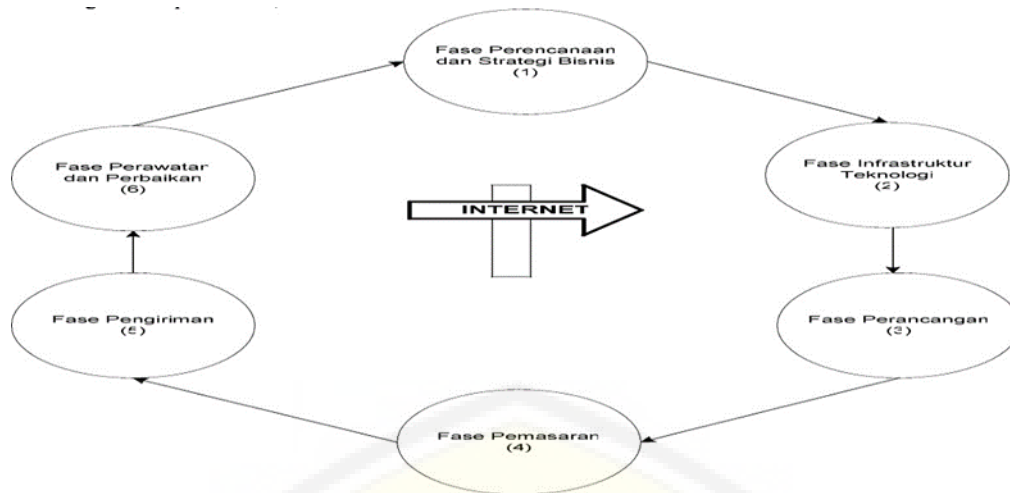 Fase Perencanaan
dan Strategi Bisnis
(1)
Fase Infrastruktur
Teknologi
(2)
Fase Perancangan
(3)
Fase Pemasaran
(4)
Fase Pengiriman
(5)
Fase Perawatan
dan Perbaikan
(6)
INTERNET